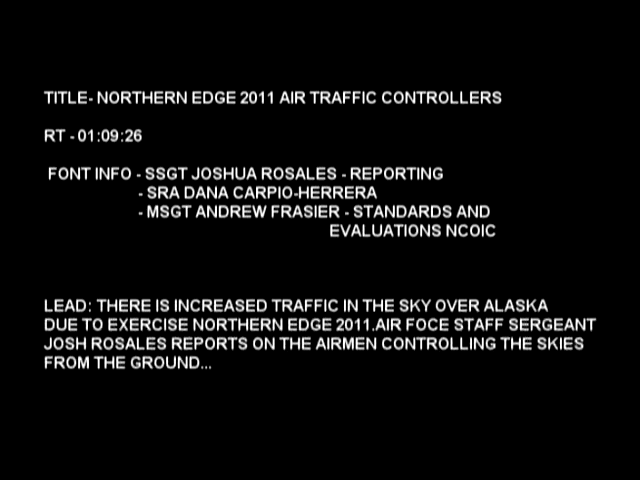 TITLE- NORTHERN EDGE 2011 AIR TRAFFIC CONTROLLERS
RT - 01:09:26
FONT INFO - SSGT JOSHUA ROSALES - REPORTING
- SRA DANA CARPIO-HERRERA
- MSGT ANDREW FRASIER - STANDARDS AND
EVALUATIONS NCOIC
LEAD: THERE IS INCREASED TRAFFIC IN THE SKY OVER ALASKA
DUE TO EXERCISE NORTHERN EDGE 2011.AIR FOCE STAFF SERGEANT
JOSH ROSALES REPORTS ON THE AIRMEN CONTROLLING THE SKIES
FROM THE GROUND...